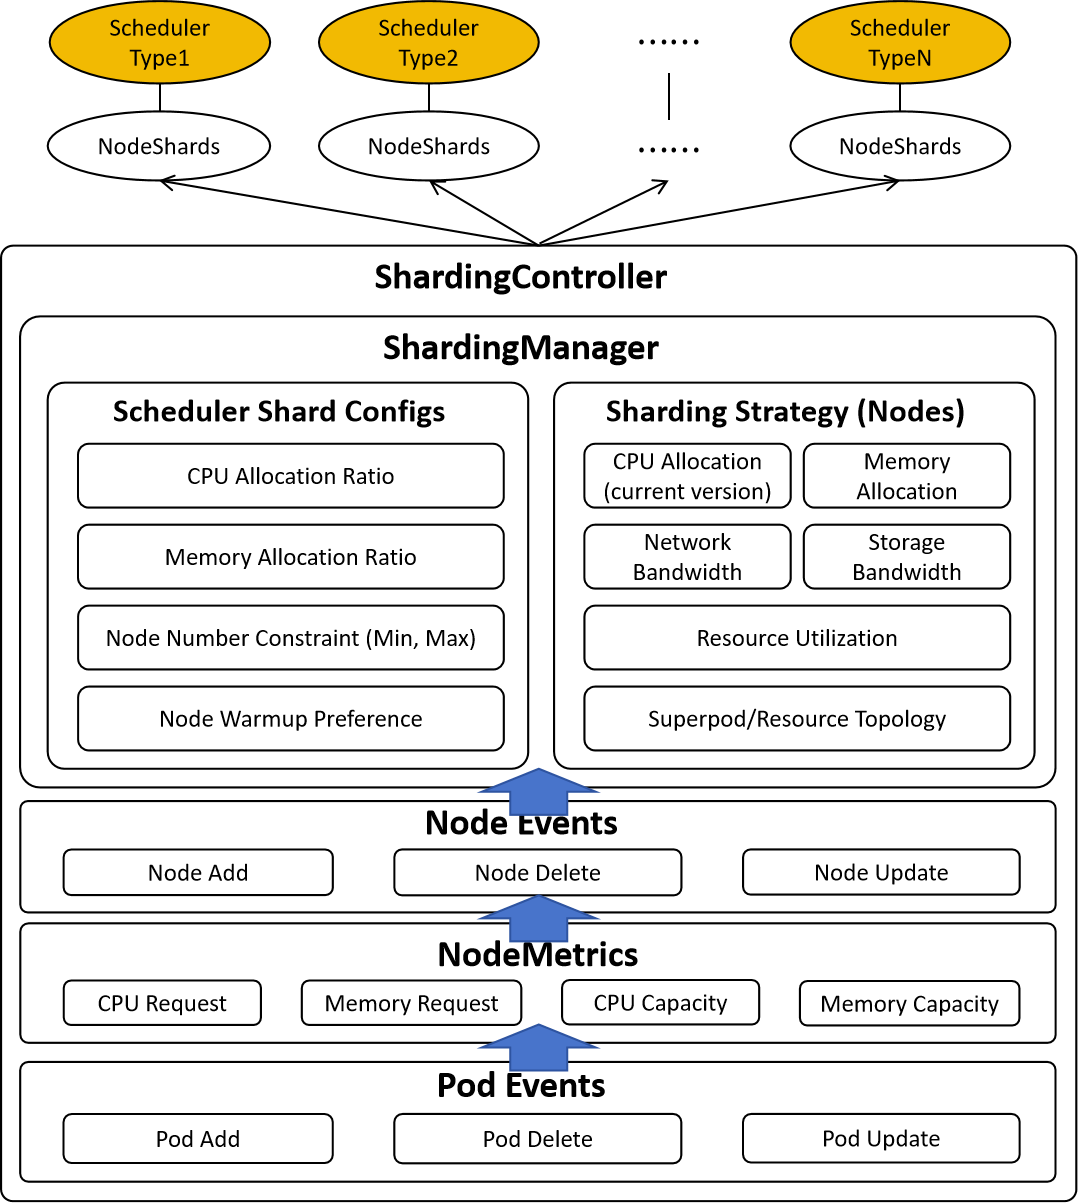 Scheduler
Type1
Scheduler
Type2
......
Scheduler
TypeN
NodeShards
NodeShards
......
NodeShards
ShardingController
ShardingManager
Scheduler Shard Configs
CPU Allocation Ratio
Memory Allocation Ratio
Node Number Constraint (Min, Max)
Node Warmup Preference
Sharding Strategy (Nodes)
CPU Allocation
(current version)
Memory
Allocation
Network
Bandwidth
Storage
Bandwidth
Resource Utilization
Superpod/Resource Topology
Node Events
Node Add
Node Delete
Node Update
NodeMetrics
CPU Request
Memory Request
CPU Capacity
Memory Capacity
Pod Events
Pod Add
Pod Delete
Pod Update